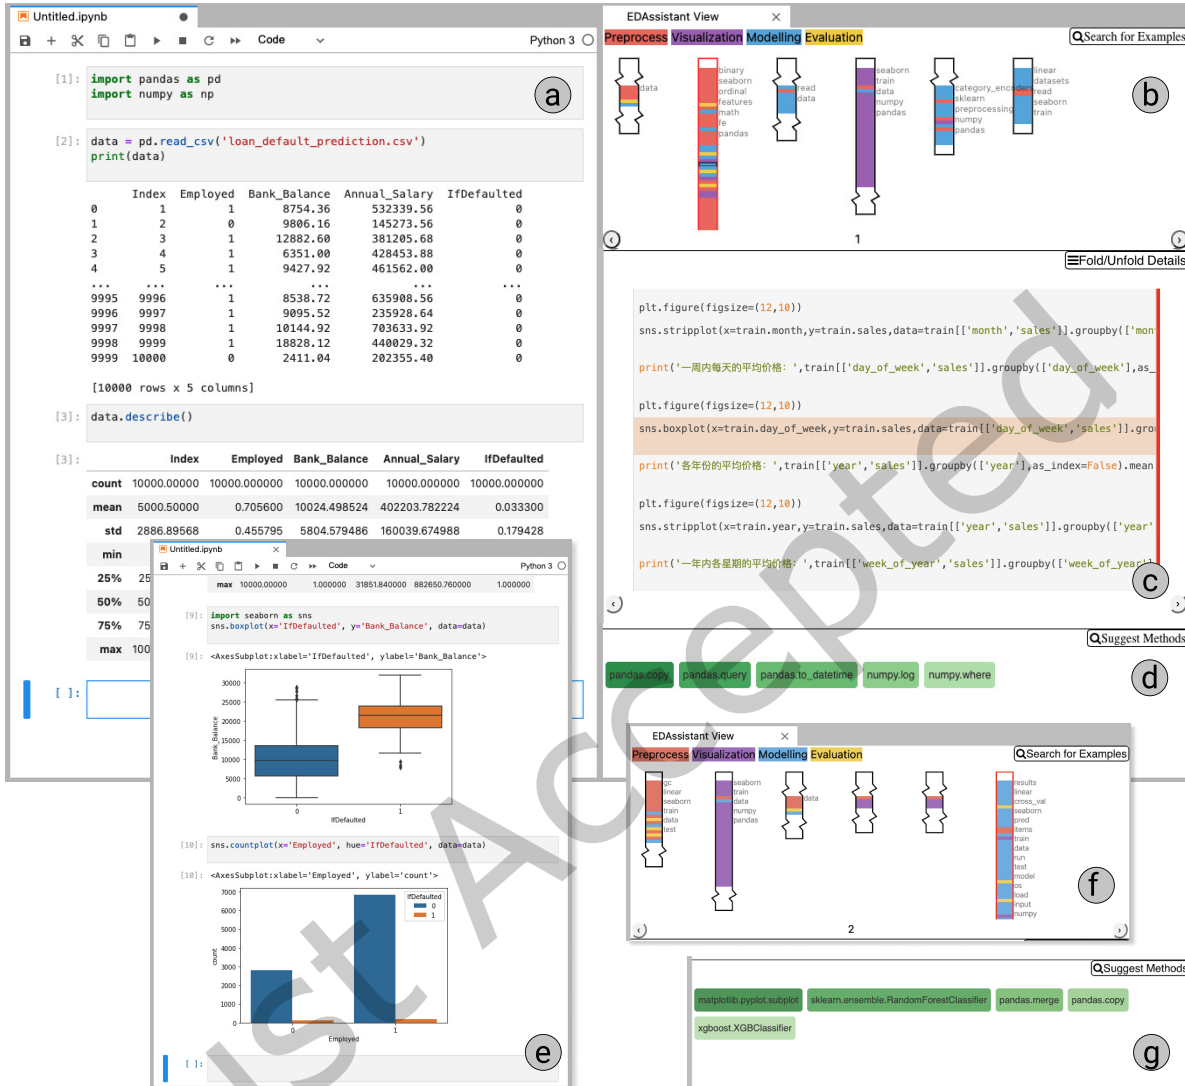 Untitled.ipynb
Code
Python 3
[1]:
import pandas as pd
import numpy as np
a
[2]:
data = pd.read_csv('loan_default_prediction.csv')
print(data)
Index Employed Bank_Balance Annual_Salary IfDefaulted
0 1 1 8754.36 532339.56 0
1 2 0 9806.16 145273.56 0
2 3 1 12882.60 381205.68 0
3 4 1 6351.00 428453.88 0
4 5 1 9427.92 461562.00 0
... ... ... ... ... ...
9995 9996 1 8538.72 635908.56 0
9996 9997 1 9095.52 235928.64 0
9997 9998 1 10144.92 703633.92 0
9998 9999 1 18828.12 440029.32 0
9999 10000 0 2411.04 202355.40 0
[10000 rows x 5 columns]
[3]:
data.describe()
[3]:
Index Employed Bank_Balance Annual_Salary IfDefaulted
count 10000.00000 10000.000000 10000.000000 10000.000000 10000.000000
mean 5000.50000 0.705600 10024.498524 402203.782224 0.033300
std 2886.89568 0.455795 5804.579486 160039.674988 0.179428
min
25% 25
50% 50
75% 75
max 100
[ ]:
EDAssistant View
Preprocess Visualization Modelling Evaluation
Search for Examples
data
binary
seaborn
ordinal
features
math
fe
pandas
read
data
seaborn
train
data
numpy
pandas
category_encoders
sklearn
preprocessing
numpy
pandas
linear
datasets
read
seaborn
train
b
1
Fold/Unfold Details
plt.figure(figsize=(12,10))
sns.stripplot(x=train.month,y=train.sales,data=train[['month','sales']].groupby(['mon
print('一周内每天的平均价格：',train[['day_of_week','sales']].groupby(['day_of_week'],as_
plt.figure(figsize=(12,10))
sns.boxplot(x=train.day_of_week,y=train.sales,data=train[['day_of_week','sales']].grou
print('各年份的平均价格：',train[['year','sales']].groupby(['year'],as_index=False).mean
plt.figure(figsize=(12,10))
sns.stripplot(x=train.year,y=train.sales,data=train[['year','sales']].groupby(['year'
print('一年内各星期的平均价格：',train[['week_of_year','sales']].groupby(['week_of_year'
c
Suggest Methods
pandas.copy pandas.query pandas.to_datetime numpy.log numpy.where
d
Untitled.ipynb
Code
Python 3
max 10000.00000 1.000000 31851.840000 882650.760000 1.000000
[9]:
import seaborn as sns
sns.boxplot(x='IfDefaulted', y='Bank_Balance', data=data)
[9]:
<AxesSubplot:xlabel='IfDefaulted', ylabel='Bank_Balance'>
30000
25000
20000
15000
10000
5000
0
Bank_Balance
0 1
IfDefaulted
[10]:
sns.countplot(x='Employed', hue='IfDefaulted', data=data)
[10]:
<AxesSubplot:xlabel='Employed', ylabel='count'>
7000
6000
5000
4000
3000
2000
1000
0
count
IfDefaulted
0
1
0 1
Employed
[ ]:
e
EDAssistant View
Preprocess Visualization Modelling Evaluation
Search for Examples
gc
linear
seaborn
train
data
test
seaborn
train
data
numpy
pandas
data
results
linear
cross_val
seaborn
pred
items
train
data
run
test
model
os
load
input
numpy
f
2
Suggest Methods
matplotlib.pyplot.subplot sklearn.ensemble.RandomForestClassifier pandas.merge pandas.copy
xgboost.XGBClassifier
g
ust Accepted